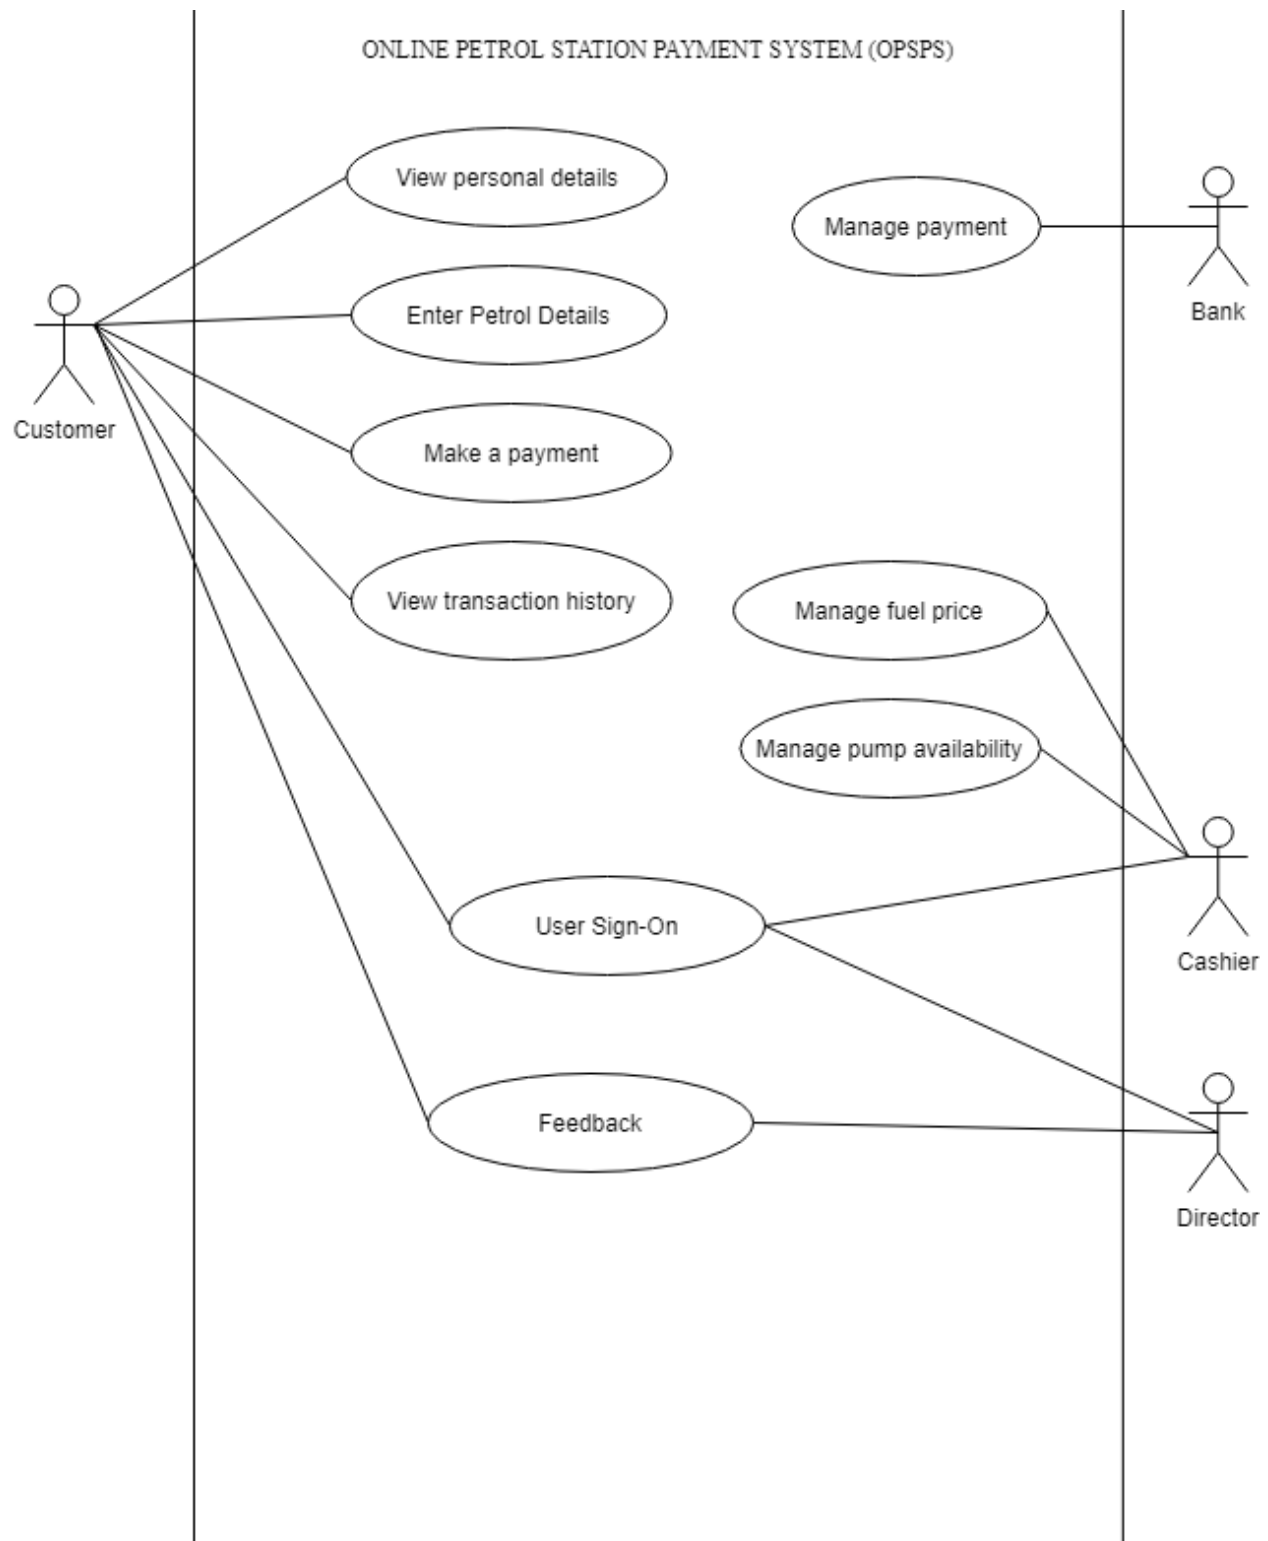 ONLINE PETROL STATION PAYMENT SYSTEM (OPSPS)
View personal details
Manage payment
Bank
Enter Petrol Details
Customer
Make a payment
View transaction history
Manage fuel price
Manage pump availability
User Sign-On
Cashier
Feedback
Director